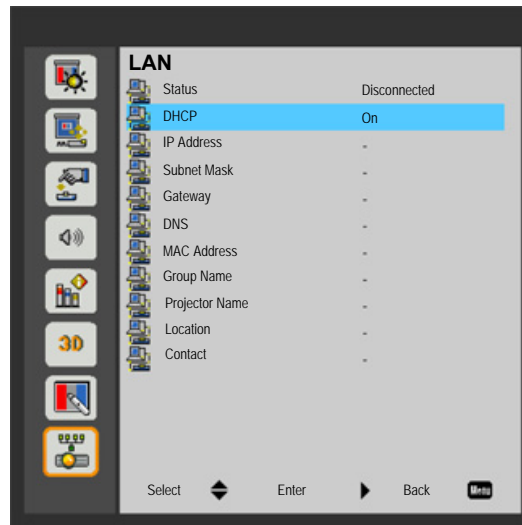 LAN
Status Disconnected
DHCP On
IP Address -
Subnet Mask -
Gateway -
DNS -
MAC Address -
Group Name -
Projector Name -
Location -
Contact -
3D
Select Enter Back Menu